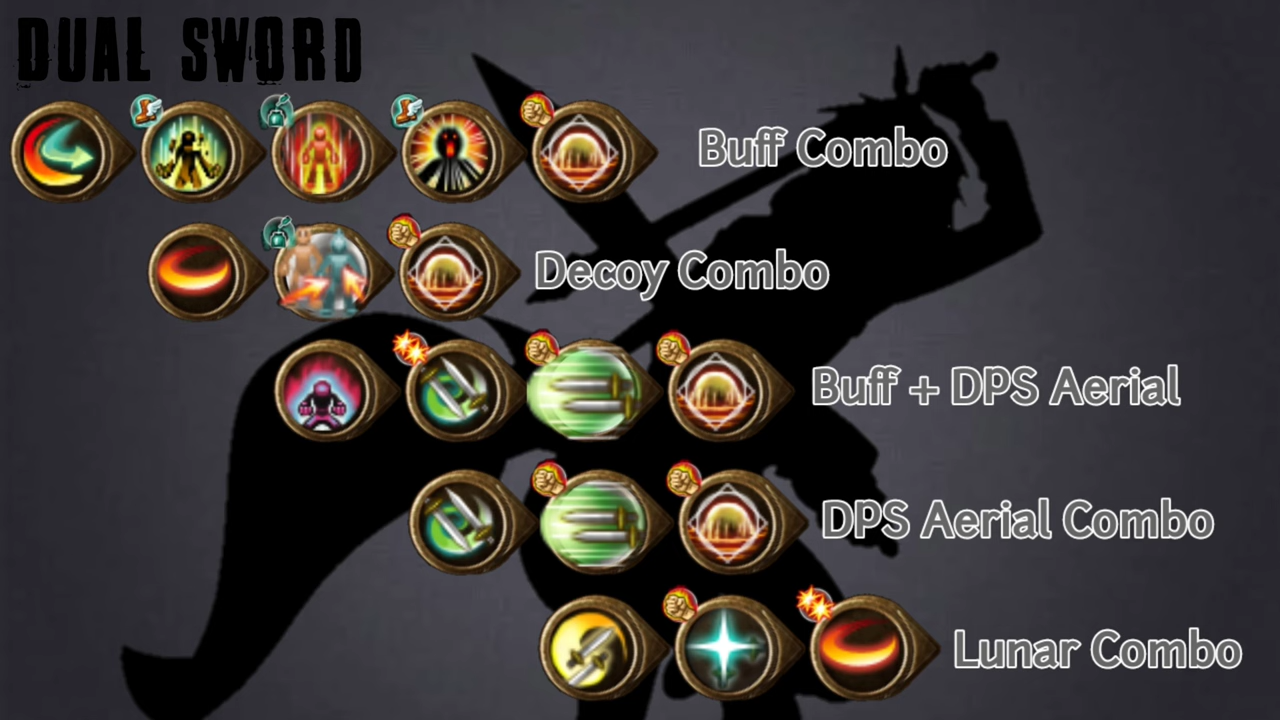 DUAL SWORD
Buff Combo
Decoy Combo
Buff + DPS Aerial
DPS Aerial Combo
Lunar Combo